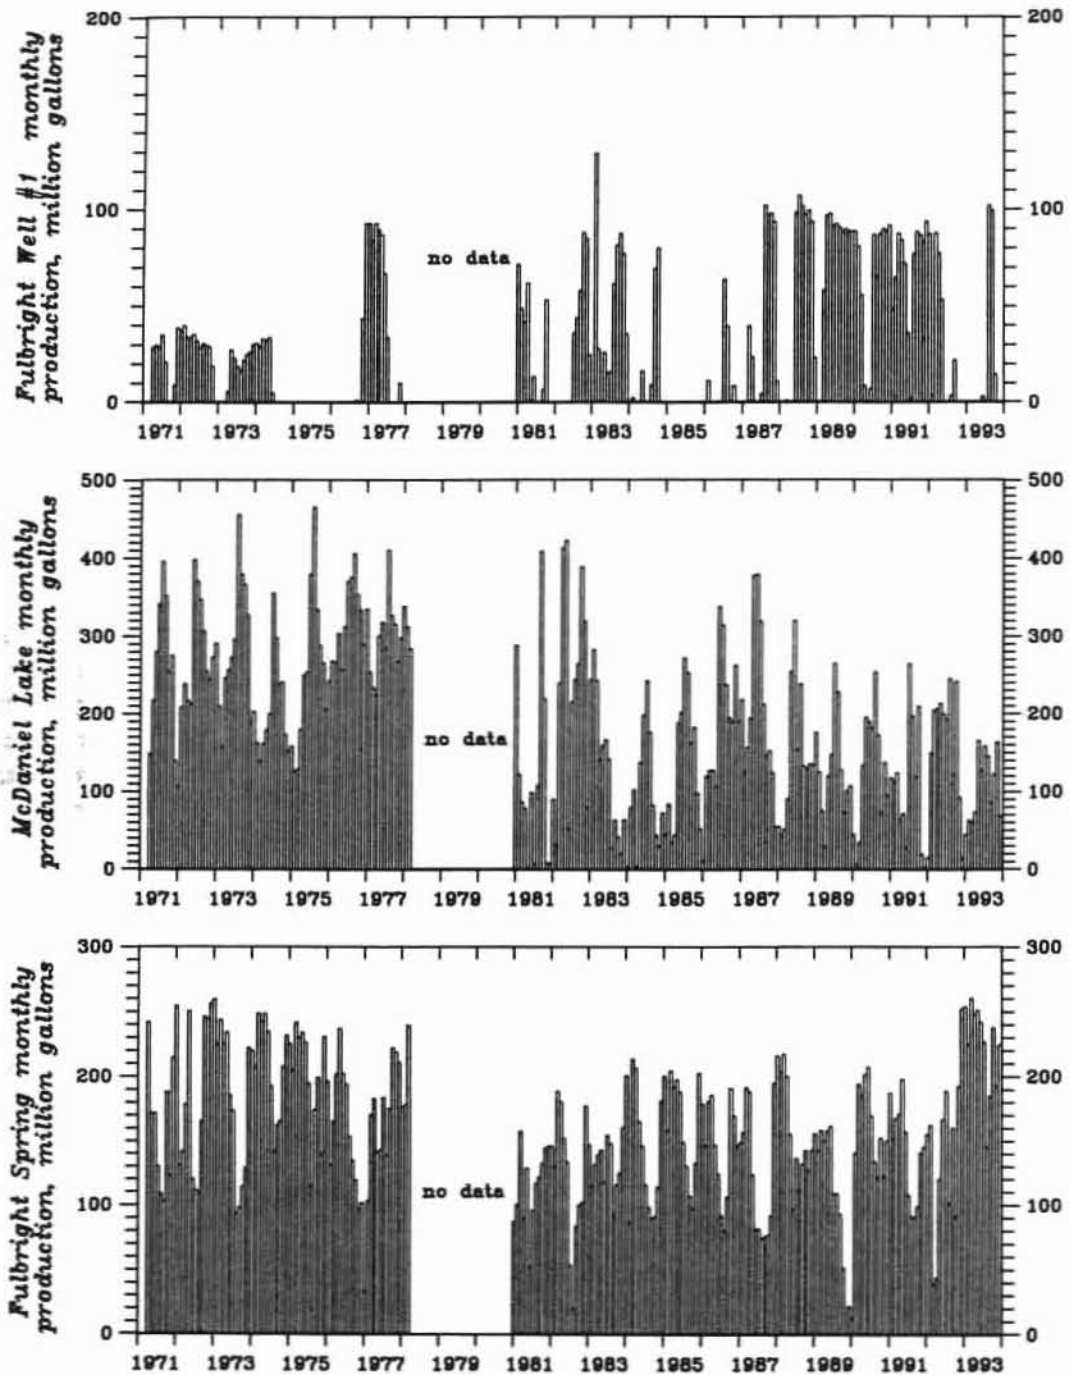 Fulbright Well #1 monthly
production, million gallons
200
100
0
200
100
0
no data
1971 1973 1975 1977 1979 1981 1983 1985 1987 1989 1991 1993
McDaniel Lake monthly
production, million gallons
500
400
300
200
100
0
500
400
300
200
100
0
no data
1971 1973 1975 1977 1979 1981 1983 1985 1987 1989 1991 1993
Fulbright Spring monthly
production, million gallons
300
200
100
0
300
200
100
0
no data
1971 1973 1975 1977 1979 1981 1983 1985 1987 1989 1991 1993